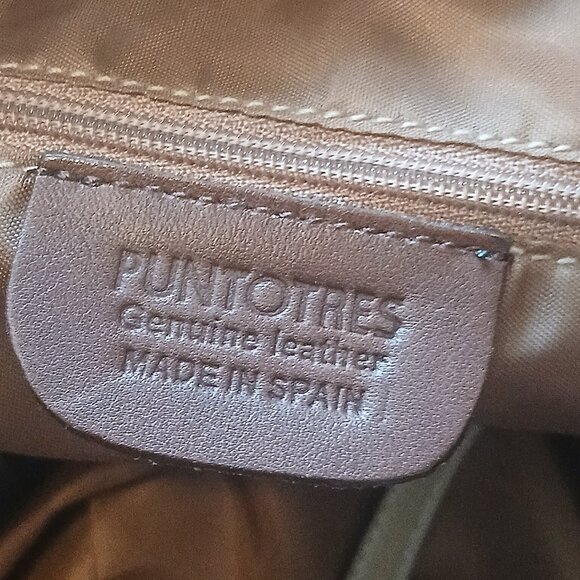 PUNTOTRES
Genuine leather
MADE IN SPAIN